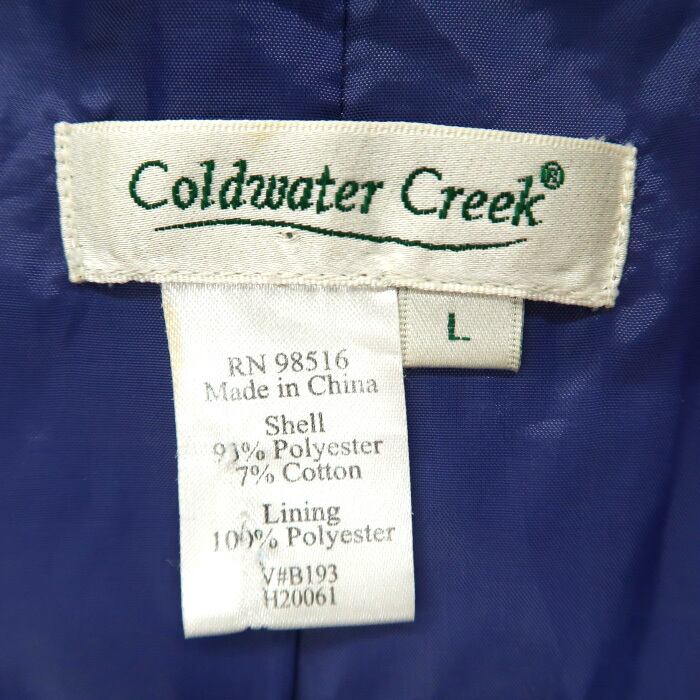 Coldwater Creek®
L
RN 98516
Made in China
Shell
93% Polyester
7% Cotton
Lining
100% Polyester
V#B193
H20061